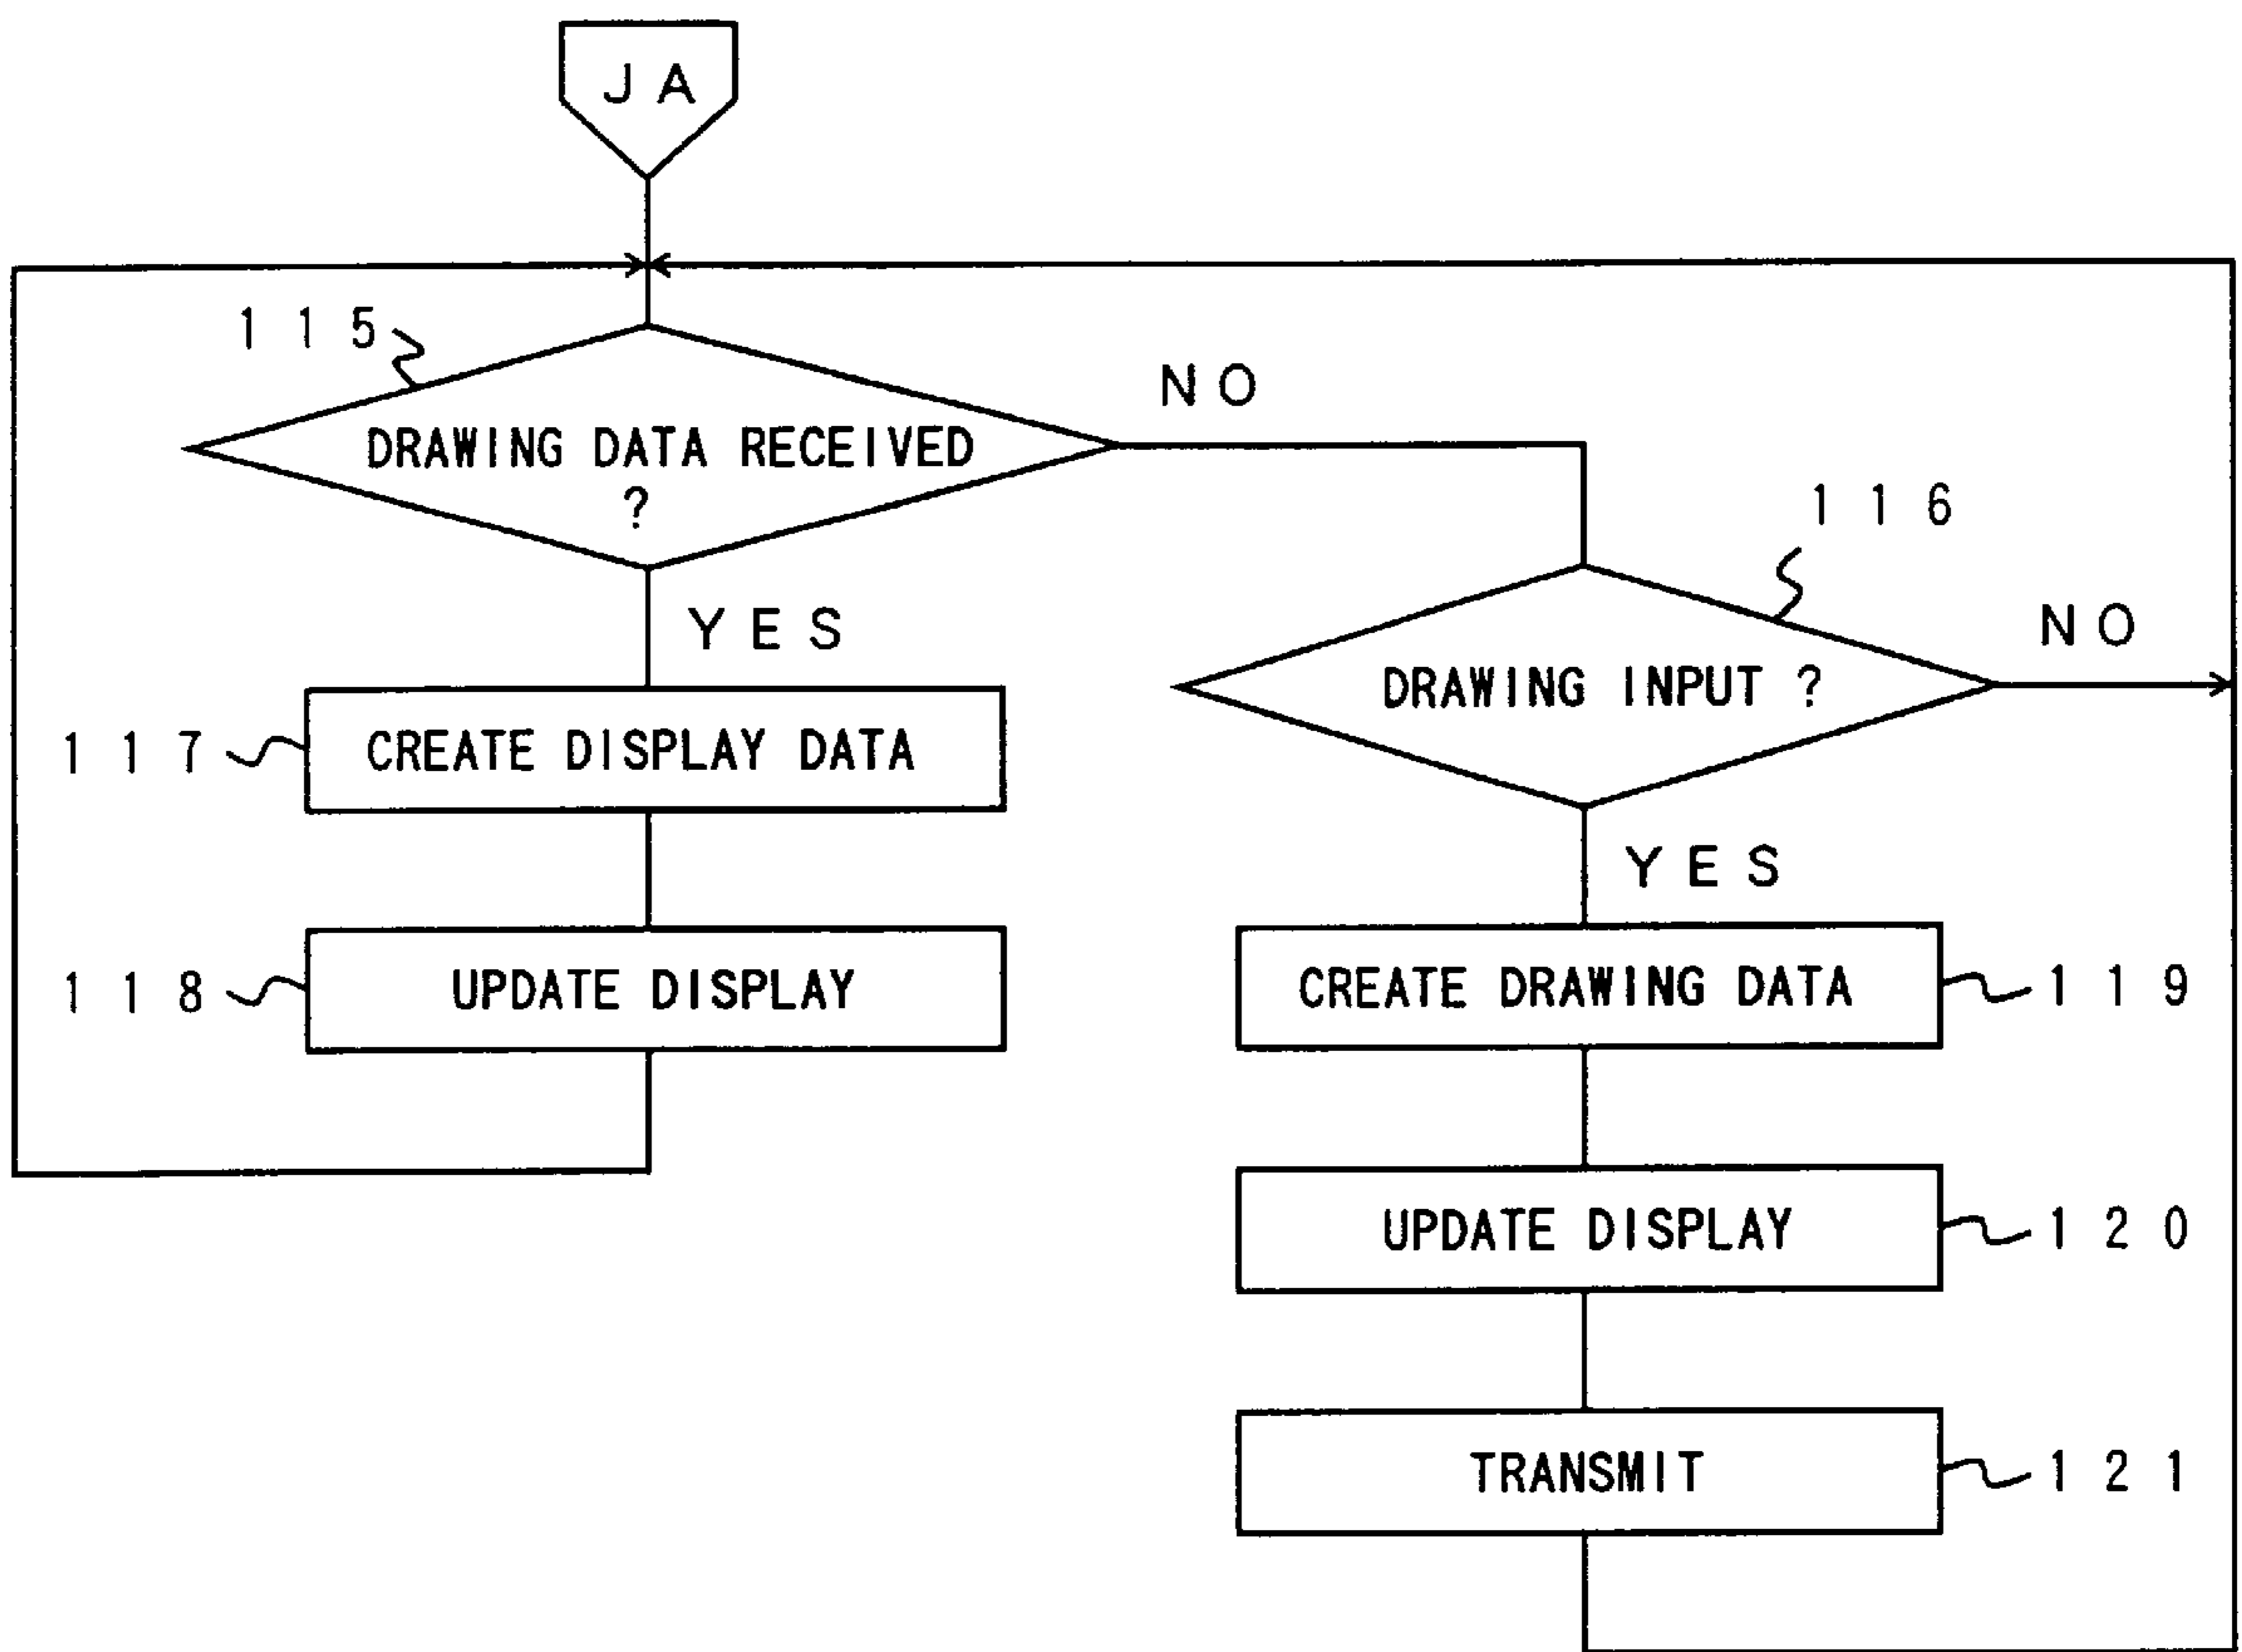 JA
115
NO
DRAWING DATA RECEIVED
?
116
YES
NO
DRAWING INPUT ?
117
CREATE DISPLAY DATA
YES
118
UPDATE DISPLAY
CREATE DRAWING DATA
119
UPDATE DISPLAY
120
TRANSMIT
121